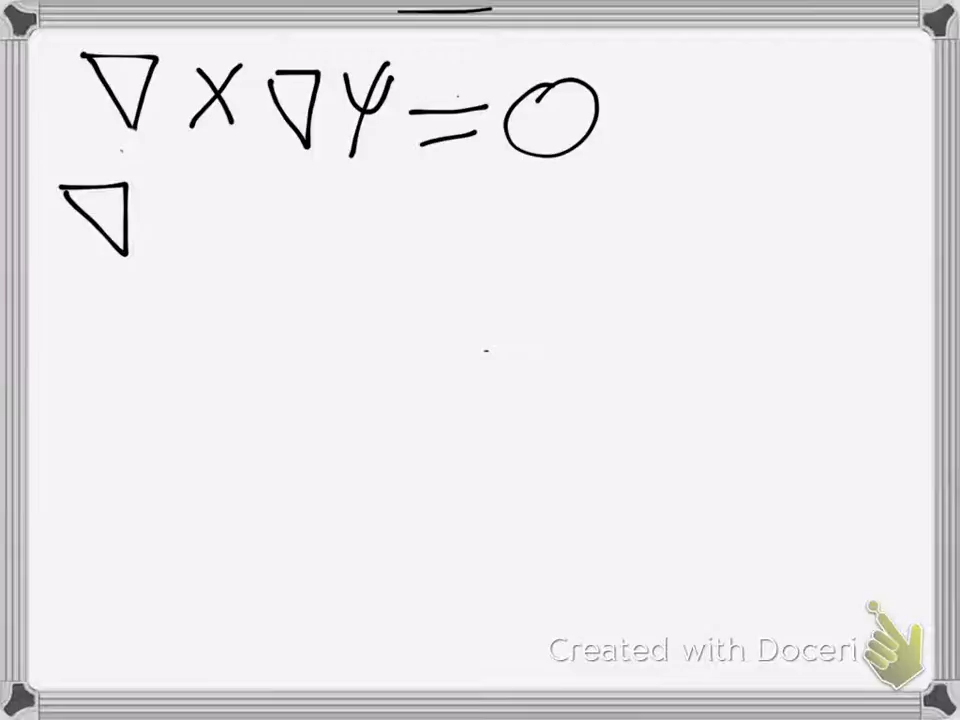 ∇ × ∇ψ = 0
∇
Created with Doceri